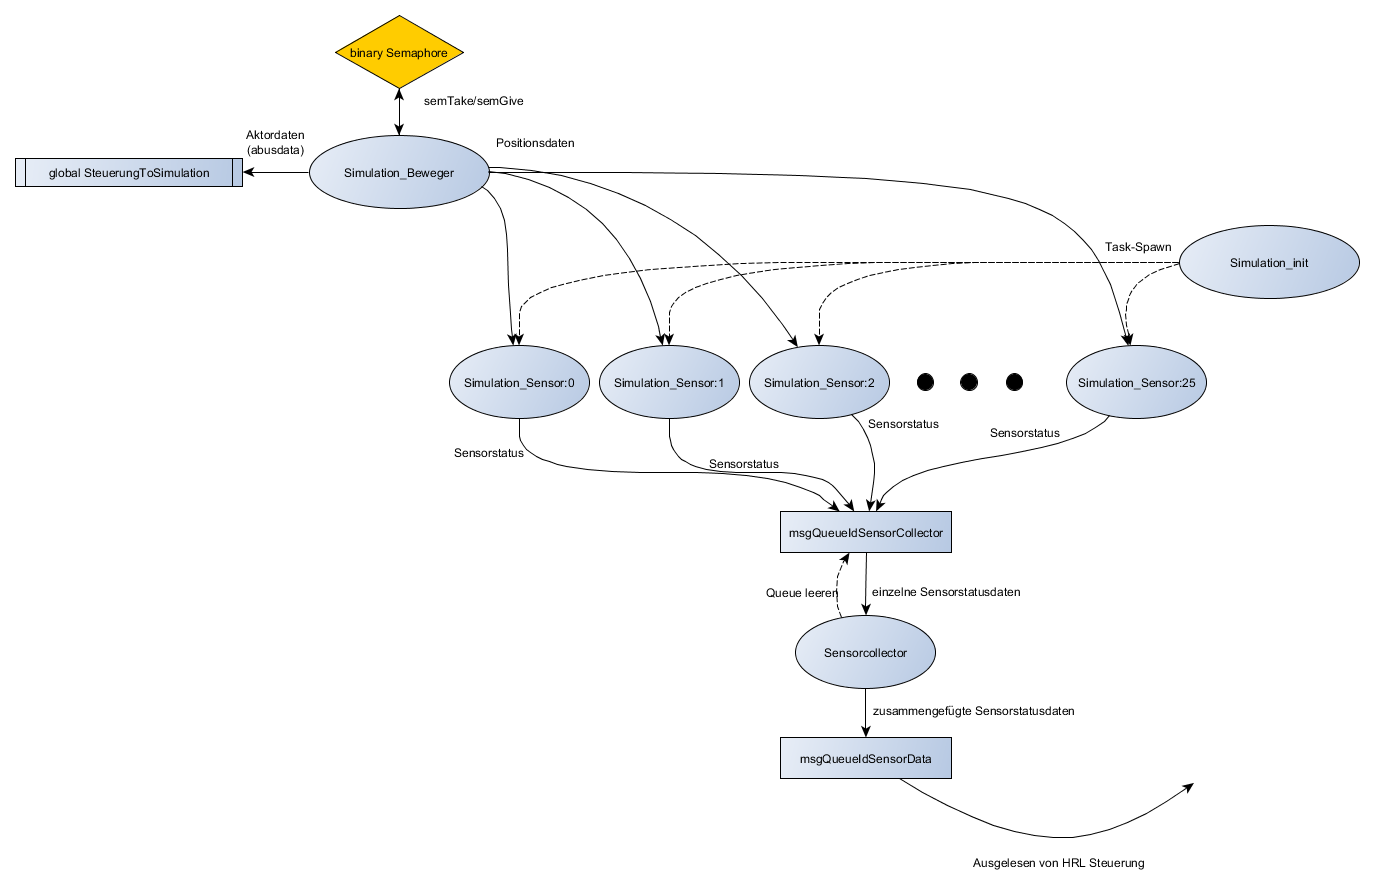 binary Semaphore
semTake/semGive
Aktordaten
(abusdata)
Positionsdaten
global SteuerungToSimulation
Simulation_Beweger
Task-Spawn
Simulation_init
Simulation_Sensor:0
Simulation_Sensor:1
Simulation_Sensor:2
Simulation_Sensor:25
Sensorstatus
Sensorstatus
Sensorstatus
Sensorstatus
msgQueueIdSensorCollector
Queue leeren
einzelne Sensorstatusdaten
Sensorcollector
zusammengefügte Sensorstatusdaten
msgQueueIdSensorData
Ausgelesen von HRL Steuerung